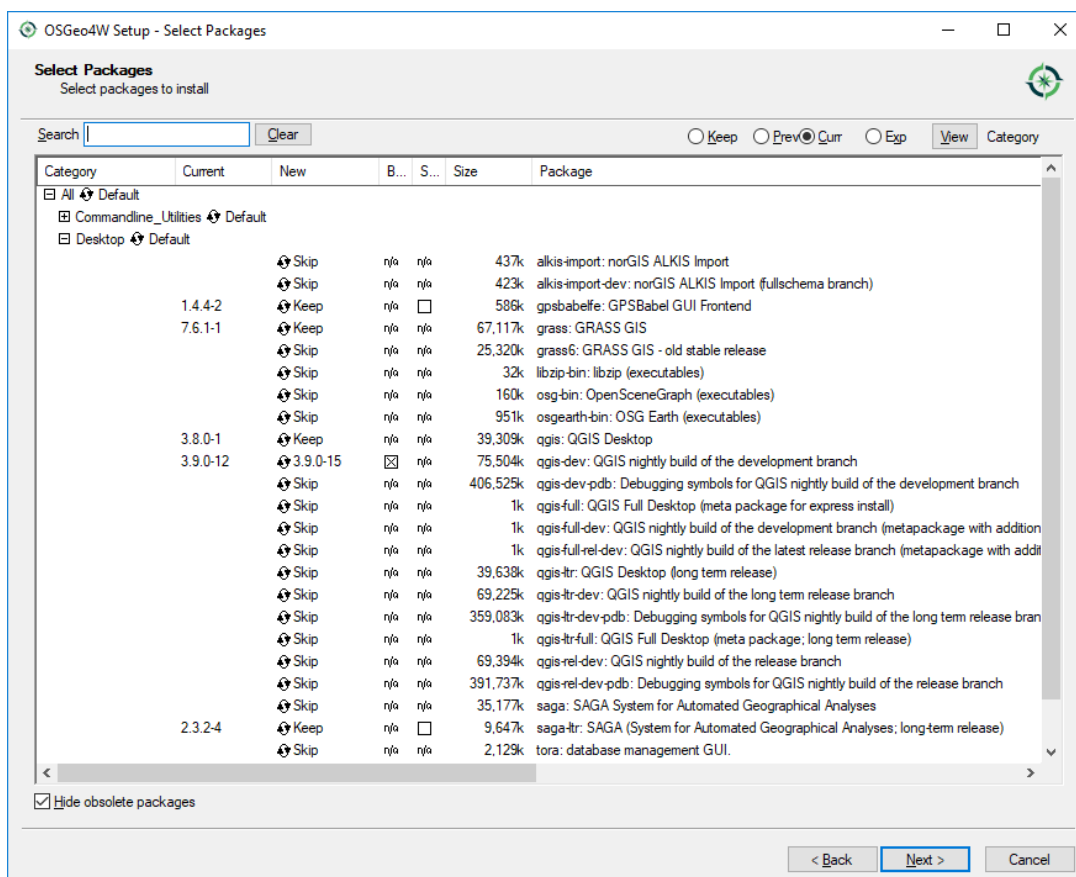 OSGeo4W Setup - Select Packages
Select Packages
Select packages to install
Search Clear Keep Prev Curr Exp View Category
Category Current New B... S... Size Package
All Default
Commandline_Utilities Default
Desktop Default
Skip n/a n/a 437k alkis-import: norGIS ALKIS Import
Skip n/a n/a 423k alkis-import-dev: norGIS ALKIS Import (fullschema branch)
1.4.4-2 Keep n/a 586k gpsbabelfe: GPSBabel GUI Frontend
7.6.1-1 Keep n/a n/a 67,117k grass: GRASS GIS
Skip n/a n/a 25,320k grass6: GRASS GIS - old stable release
Skip n/a n/a 32k libzip-bin: libzip (executables)
Skip n/a n/a 160k osg-bin: OpenSceneGraph (executables)
Skip n/a n/a 951k osgearth-bin: OSG Earth (executables)
3.8.0-1 Keep n/a n/a 39,309k qgis: QGIS Desktop
3.9.0-12 3.9.0-15 n/a 75,504k qgis-dev: QGIS nightly build of the development branch
Skip n/a n/a 406,525k qgis-dev-pdb: Debugging symbols for QGIS nightly build of the development branch
Skip n/a n/a 1k qgis-full: QGIS Full Desktop (meta package for express install)
Skip n/a n/a 1k qgis-full-dev: QGIS nightly build of the development branch (metapackage with addition
Skip n/a n/a 1k qgis-full-rel-dev: QGIS nightly build of the latest release branch (metapackage with addit
Skip n/a n/a 39,638k qgis-ltr: QGIS Desktop (long term release)
Skip n/a n/a 69,225k qgis-ltr-dev: QGIS nightly build of the long term release branch
Skip n/a n/a 359,083k qgis-ltr-dev-pdb: Debugging symbols for QGIS nightly build of the long term release bran
Skip n/a n/a 1k qgis-ltr-full: QGIS Full Desktop (meta package; long term release)
Skip n/a n/a 69,394k qgis-rel-dev: QGIS nightly build of the release branch
Skip n/a n/a 391,737k qgis-rel-dev-pdb: Debugging symbols for QGIS nightly build of the release branch
Skip n/a n/a 35,177k saga: SAGA System for Automated Geographical Analyses
2.3.2-4 Keep n/a 9,647k saga-ltr: SAGA (System for Automated Geographical Analyses; long-term release)
Skip n/a n/a 2,129k tora: database management GUI.
Hide obsolete packages
< Back Next > Cancel